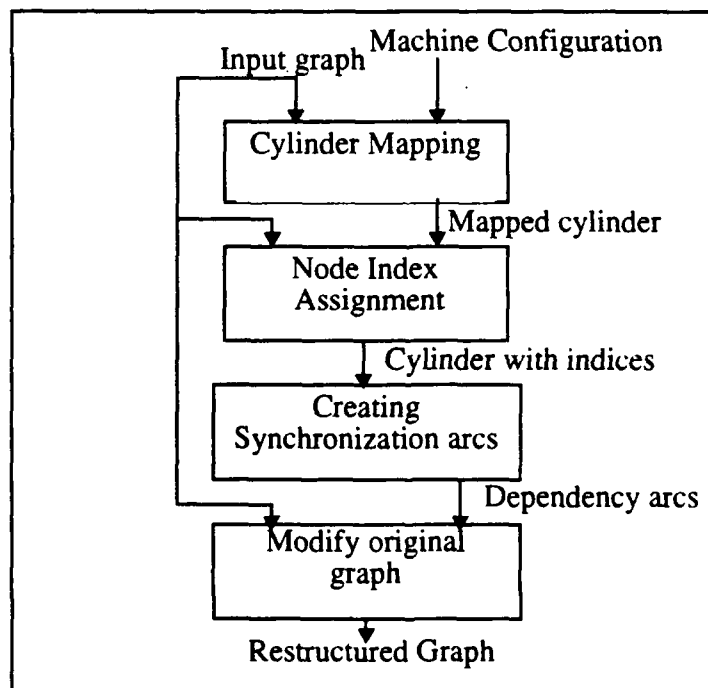 Machine Configuration
Input graph
Cylinder Mapping
Mapped cylinder
Node Index
Assignment
Cylinder with indices
Creating
Synchronization arcs
Dependency arcs
Modify original
graph
Restructured Graph